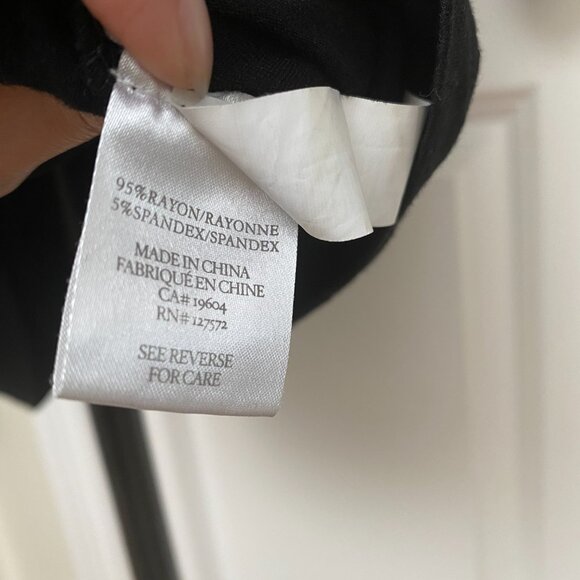 95%RAYON/RAYONNE
5%SPANDEX/SPANDEX
MADE IN CHINA
FABRIQUÉ EN CHINE
CA# 19604
RN# 127572
SEE REVERSE
FOR CARE